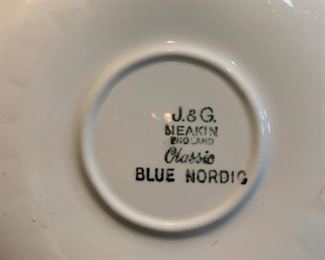 J. & G.
MEAKIN
ENGLAND
Classic
BLUE NORDIC